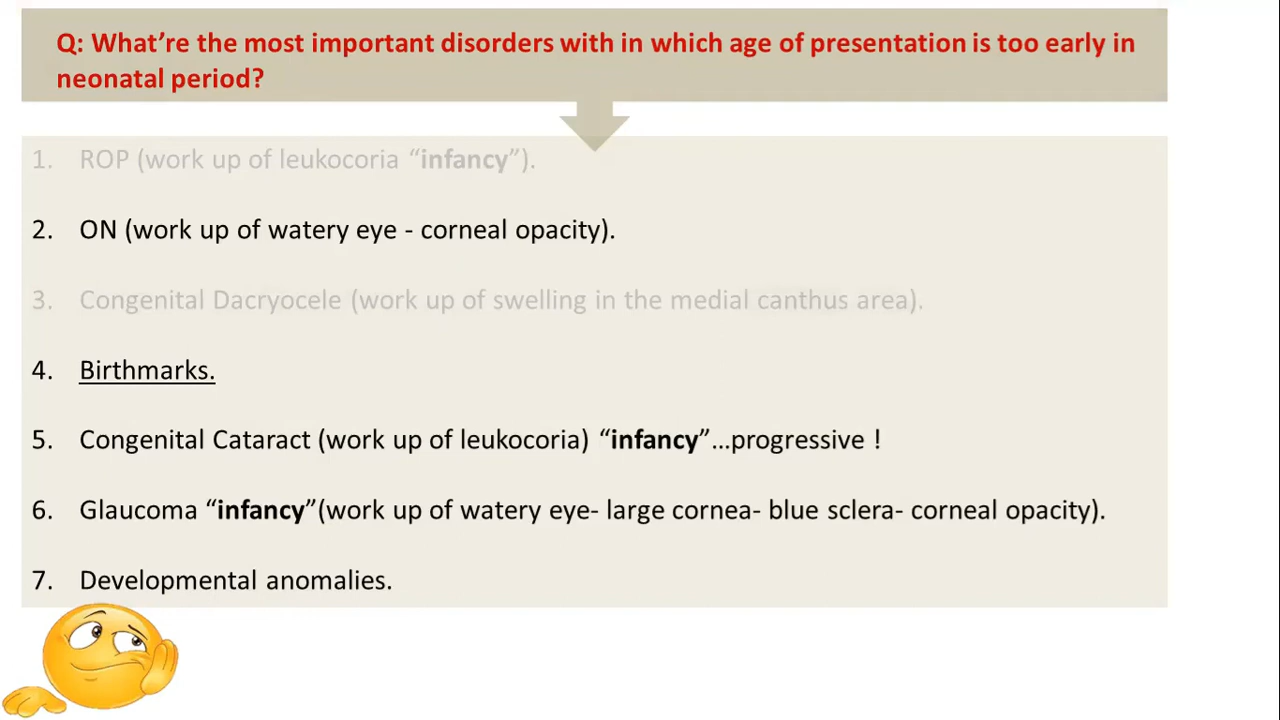 Q: What’re the most important disorders with in which age of presentation is too early in
neonatal period?
1. ROP (work up of leukocoria “infancy”).
2. ON (work up of watery eye - corneal opacity).
3. Congenital Dacryocele (work up of swelling in the medial canthus area).
4. Birthmarks.
5. Congenital Cataract (work up of leukocoria) “infancy”...progressive !
6. Glaucoma “infancy”(work up of watery eye- large cornea- blue sclera- corneal opacity).
7. Developmental anomalies.